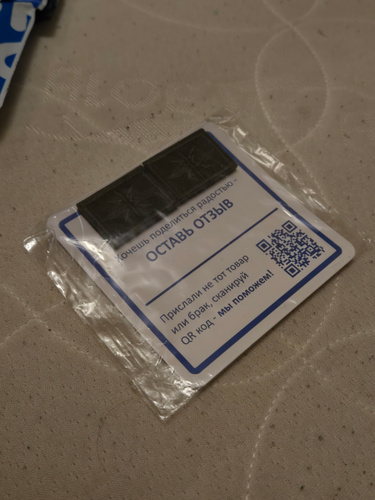 Хочешь поделиться радостью -
ОСТАВЬ ОТЗЫВ
Прислали не тот товар
или брак, сканируй
QR код - мы поможем!